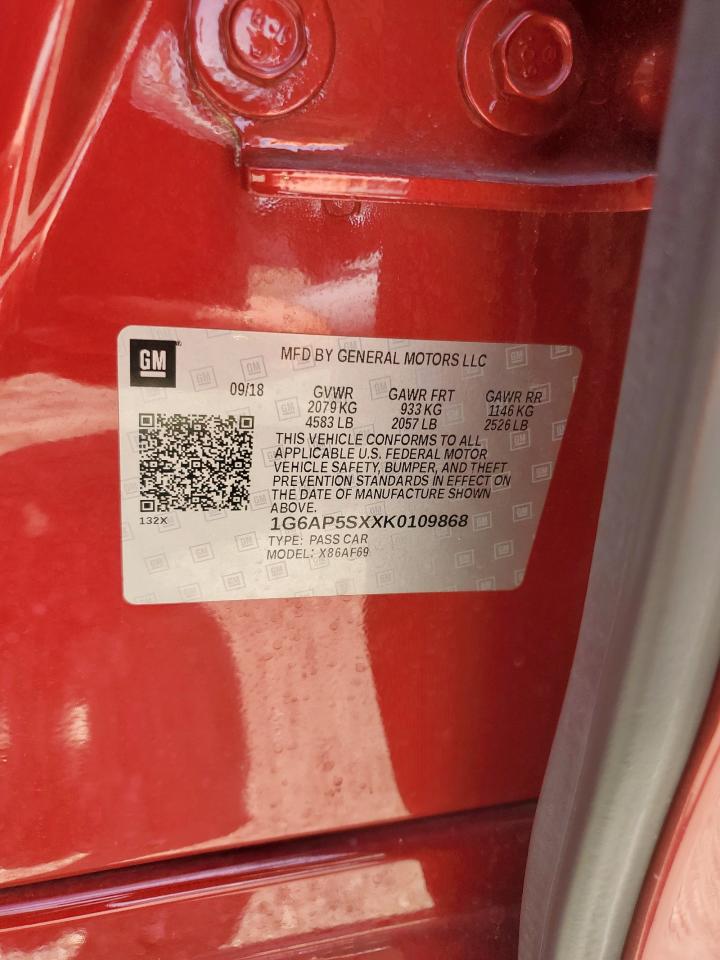 GM
MFD BY GENERAL MOTORS LLC
09/18 GVWR GAWR FRT GAWR RR
2079 KG 933 KG 1146 KG
4583 LB 2057 LB 2526 LB
THIS VEHICLE CONFORMS TO ALL
APPLICABLE U.S. FEDERAL MOTOR
VEHICLE SAFETY, BUMPER, AND THEFT
PREVENTION STANDARDS IN EFFECT ON
THE DATE OF MANUFACTURE SHOWN
ABOVE.
132X
1G6AP5SXXK0109868
TYPE: PASS CAR
MODEL: X86AF69